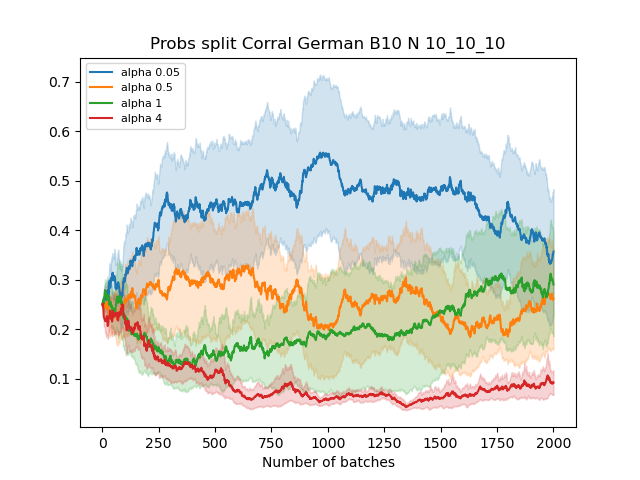 Probs split Corral German B10 N 10_10_10
alpha 0.05
alpha 0.5
alpha 1
alpha 4
0.7
0.6
0.5
0.4
0.3
0.2
0.1
0 250 500 750 1000 1250 1500 1750 2000
Number of batches